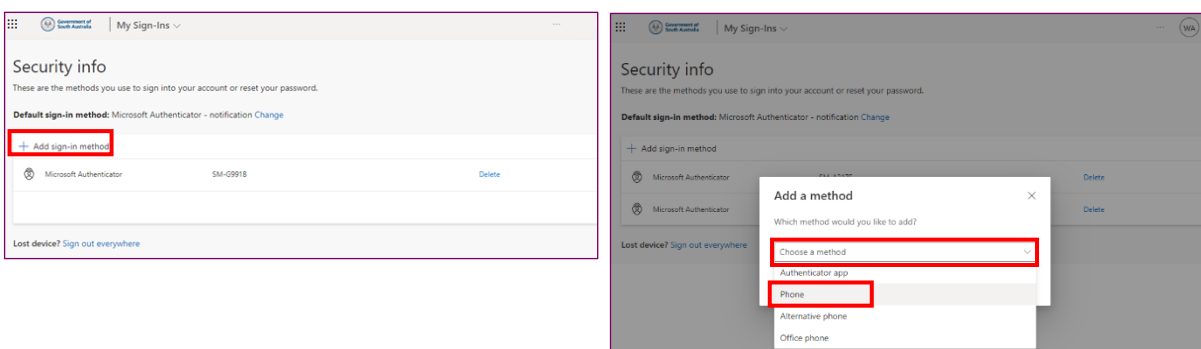 Government of
South Australia
My Sign-Ins
Security info
These are the methods you use to sign into your account or reset your password.
Default sign-in method: Microsoft Authenticator - notification Change
+ Add sign-in method
Microsoft Authenticator SM-G991B Delete
Lost device? Sign out everywhere
Government of
South Australia
My Sign-Ins
WA
Security info
These are the methods you use to sign into your account or reset your password.
Default sign-in method: Microsoft Authenticator - notification Change
+ Add sign-in method
Microsoft Authenticator Delete
Microsoft Authenticator Delete
Lost device? Sign out everywhere
Add a method
Which method would you like to add?
Choose a method
Authenticator app
Phone
Alternative phone
Office phone